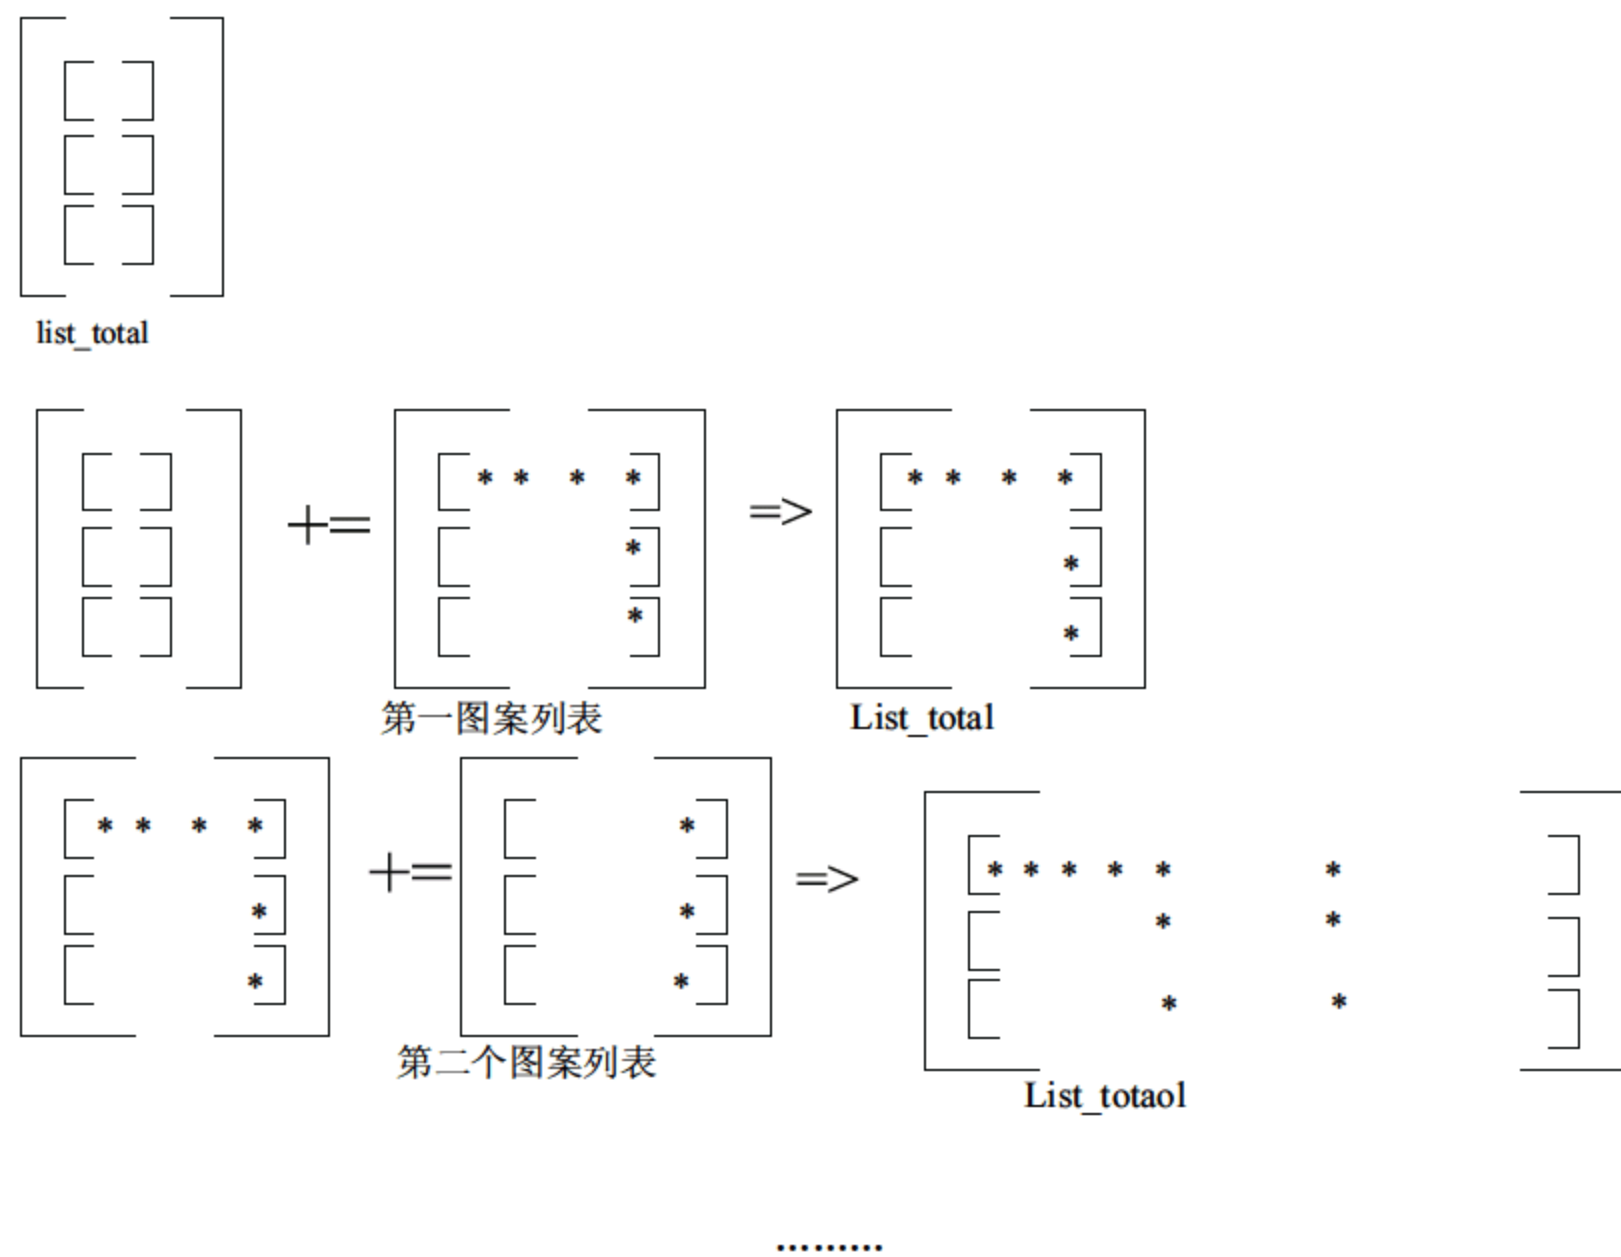 list_total
* * * *
+= * =>
*
第一图案列表 List_total
* * * * *
+= =>
* * * * * *
* * * *
* * * *
第二个图案列表
List_totaol
………